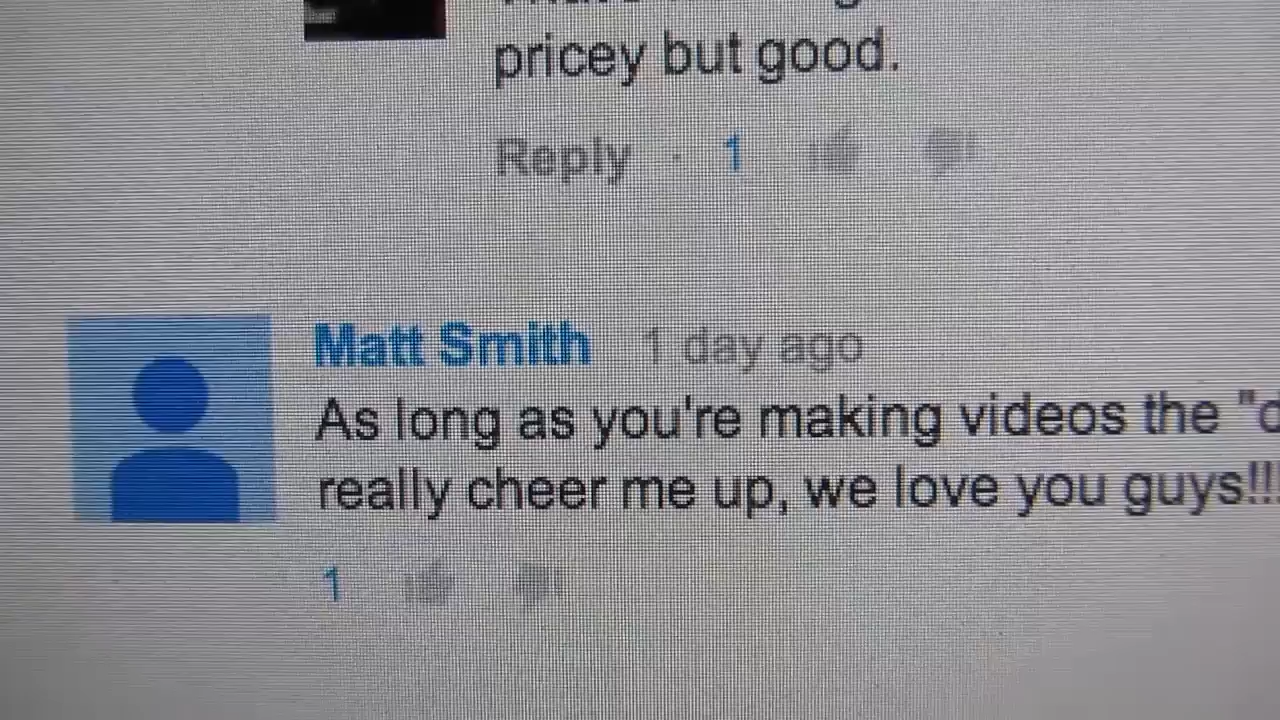 pricey but good.
Reply · 1
Matt Smith 1 day ago
As long as you're making videos the "
really cheer me up, we love you guys!!!
1